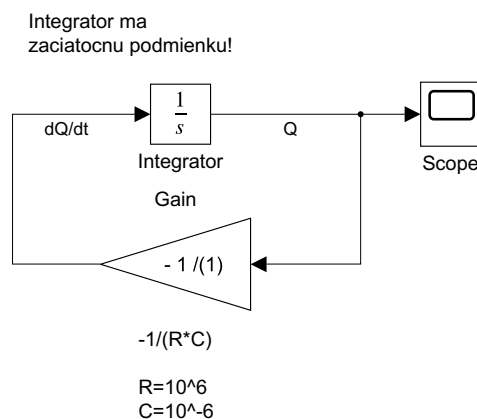 Integrator ma
zaciatocnu podmienku!
1
s
dQ/dt
Q
Integrator
Scope
Gain
- 1 /(1)
-1/(R*C)
R=10^6
C=10^-6